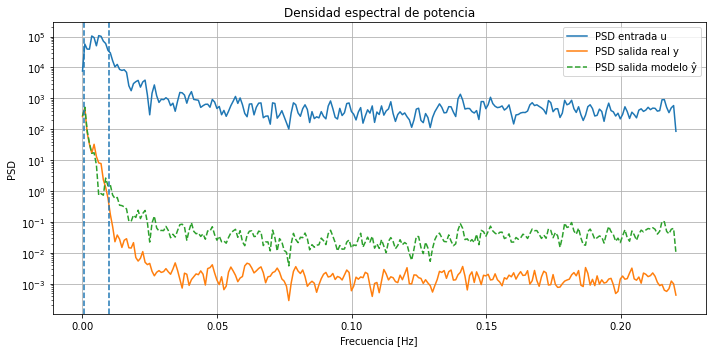 Densidad espectral de potencia
PSD entrada u
PSD salida real y
PSD salida modelo ŷ
10⁵
10⁴
10³
10²
10¹
10⁰
10⁻¹
10⁻²
10⁻³
PSD
0.00 0.05 0.10 0.15 0.20
Frecuencia [Hz]